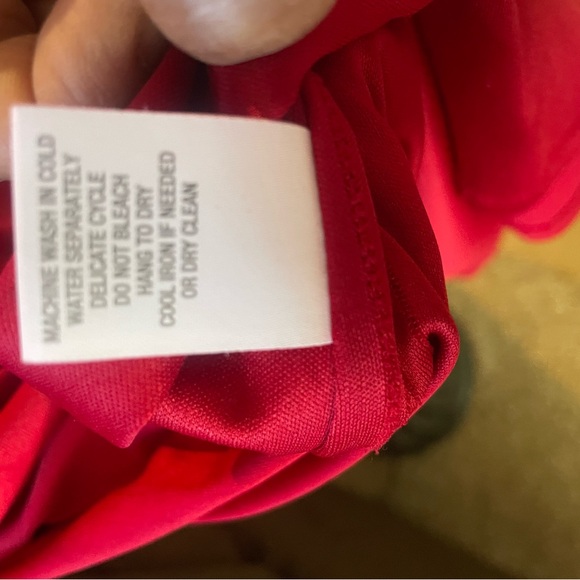 MACHINE WASH IN COLD
WATER SEPARATELY
DELICATE CYCLE
DO NOT BLEACH
HANG TO DRY
COOL IRON IF NEEDED
OR DRY CLEAN